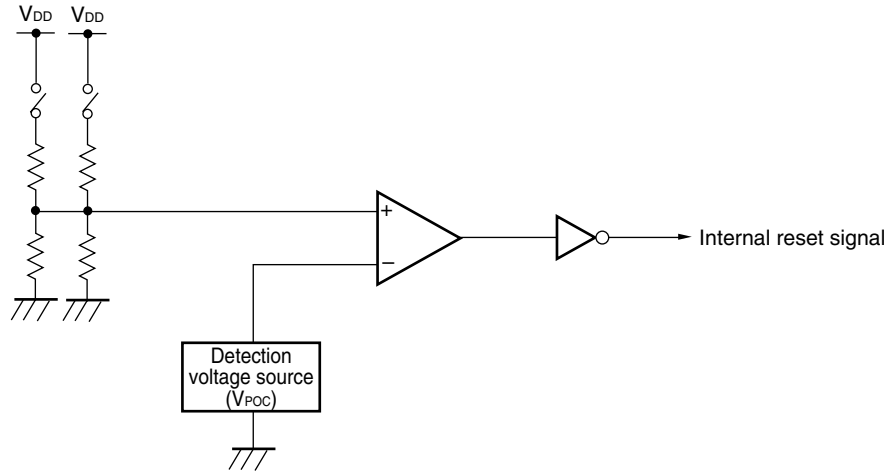 VDD VDD
+
−
Internal reset signal
Detection
voltage source
(VPOC)